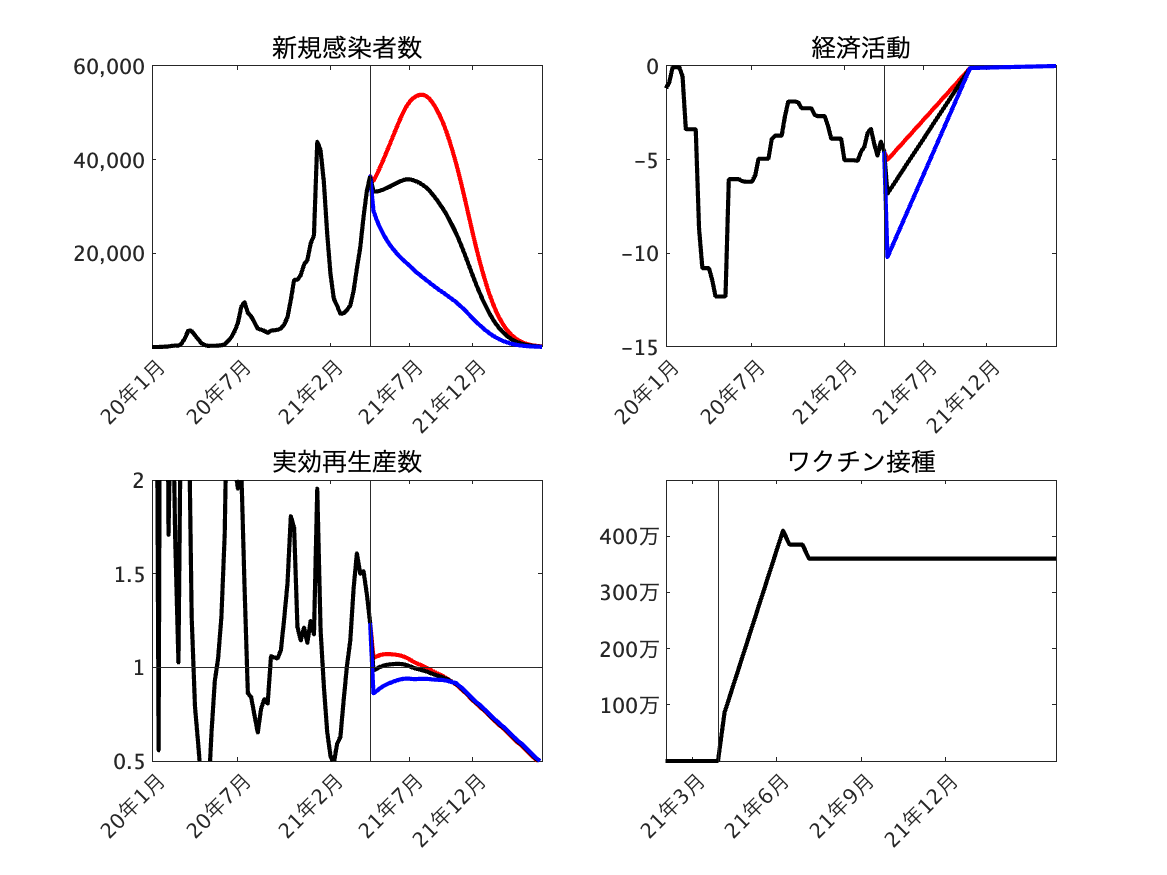 新規感染者数
60,000
40,000
20,000
20年1月
20年7月
21年2月
21年7月
21年12月
経済活動
0
-5
-10
-15
20年1月
20年7月
21年2月
21年7月
21年12月
実効再生産数
2
1.5
1
0.5
20年1月
20年7月
21年2月
21年7月
21年12月
ワクチン接種
400万
300万
200万
100万
21年3月
21年6月
21年9月
21年12月